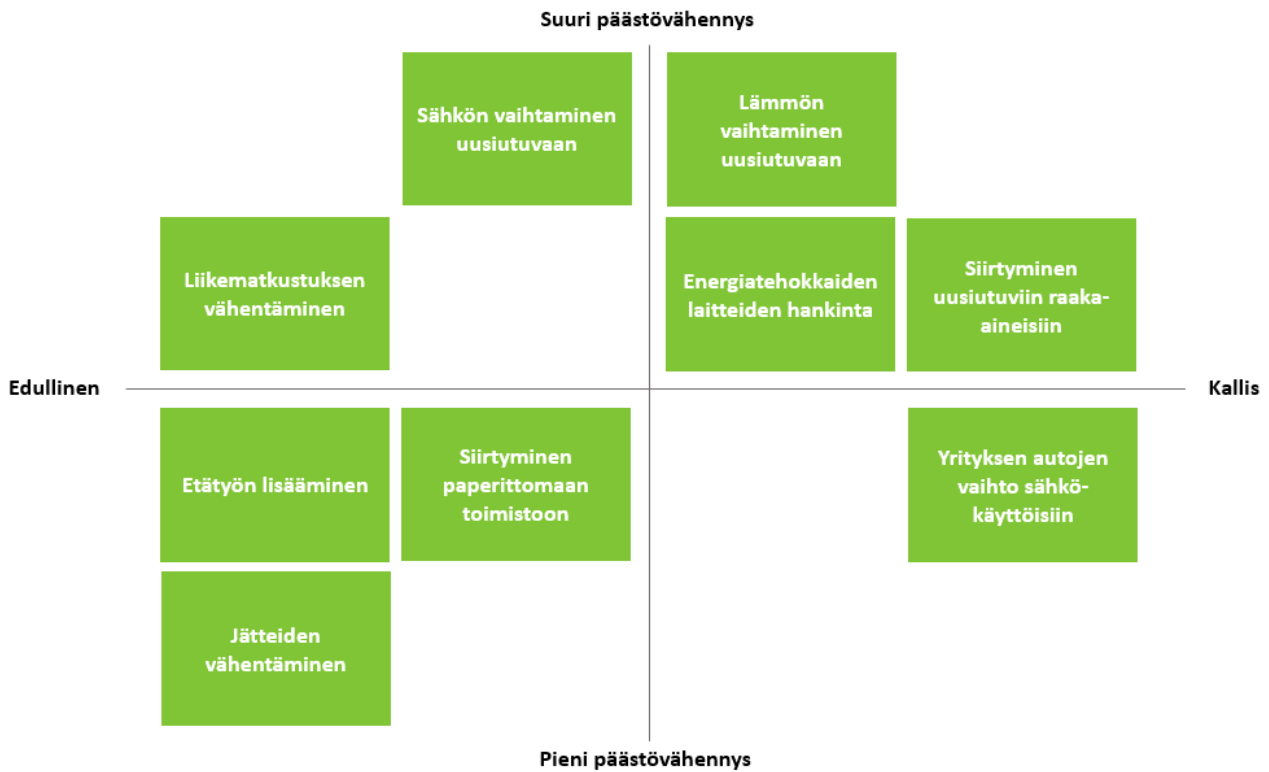 Suuri päästövähennys
Sähkön vaihtaminen
uusiutuvaan
Lämmön
vaihtaminen
uusiutuvaan
Liikematkustuksen
vähentäminen
Energiatehokkaiden
laitteiden hankinta
Siirtyminen
uusiutuviin raaka-
aineisiin
Edullinen
Kallis
Etätyön lisääminen
Siirtyminen
paperittomaan
toimistoon
Yrityksen autojen
vaihto sähkö-
käyttöisiin
Jätteiden
vähentäminen
Pieni päästövähennys